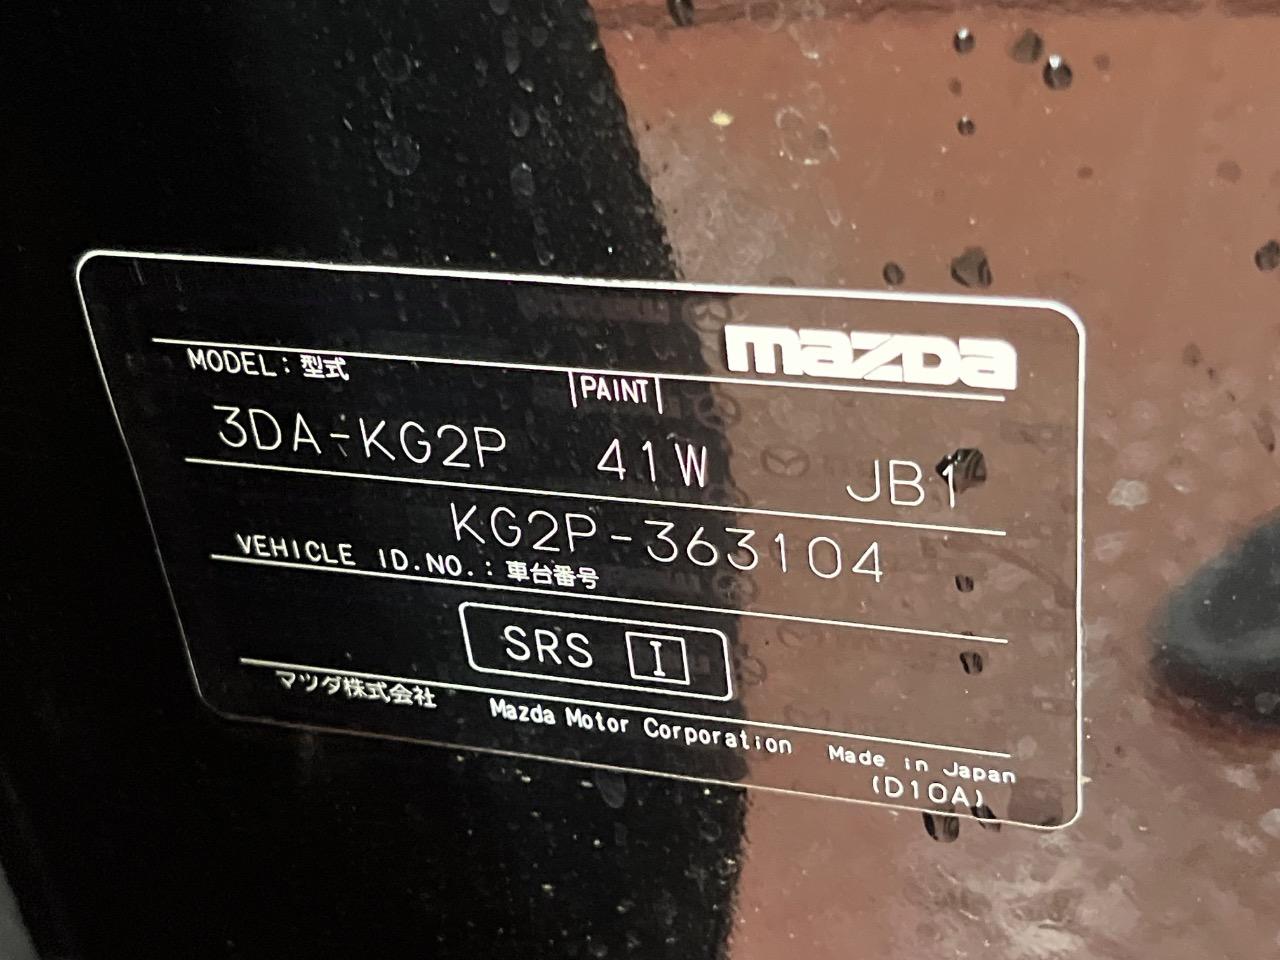 mazda
MODEL: 型式
PAINT
3DA-KG2P 41W JB1
KG2P-363104
VEHICLE ID.NO.: 車台番号
SRS I
マツダ株式会社 Mazda Motor Corporation Made in Japan
(D10A)